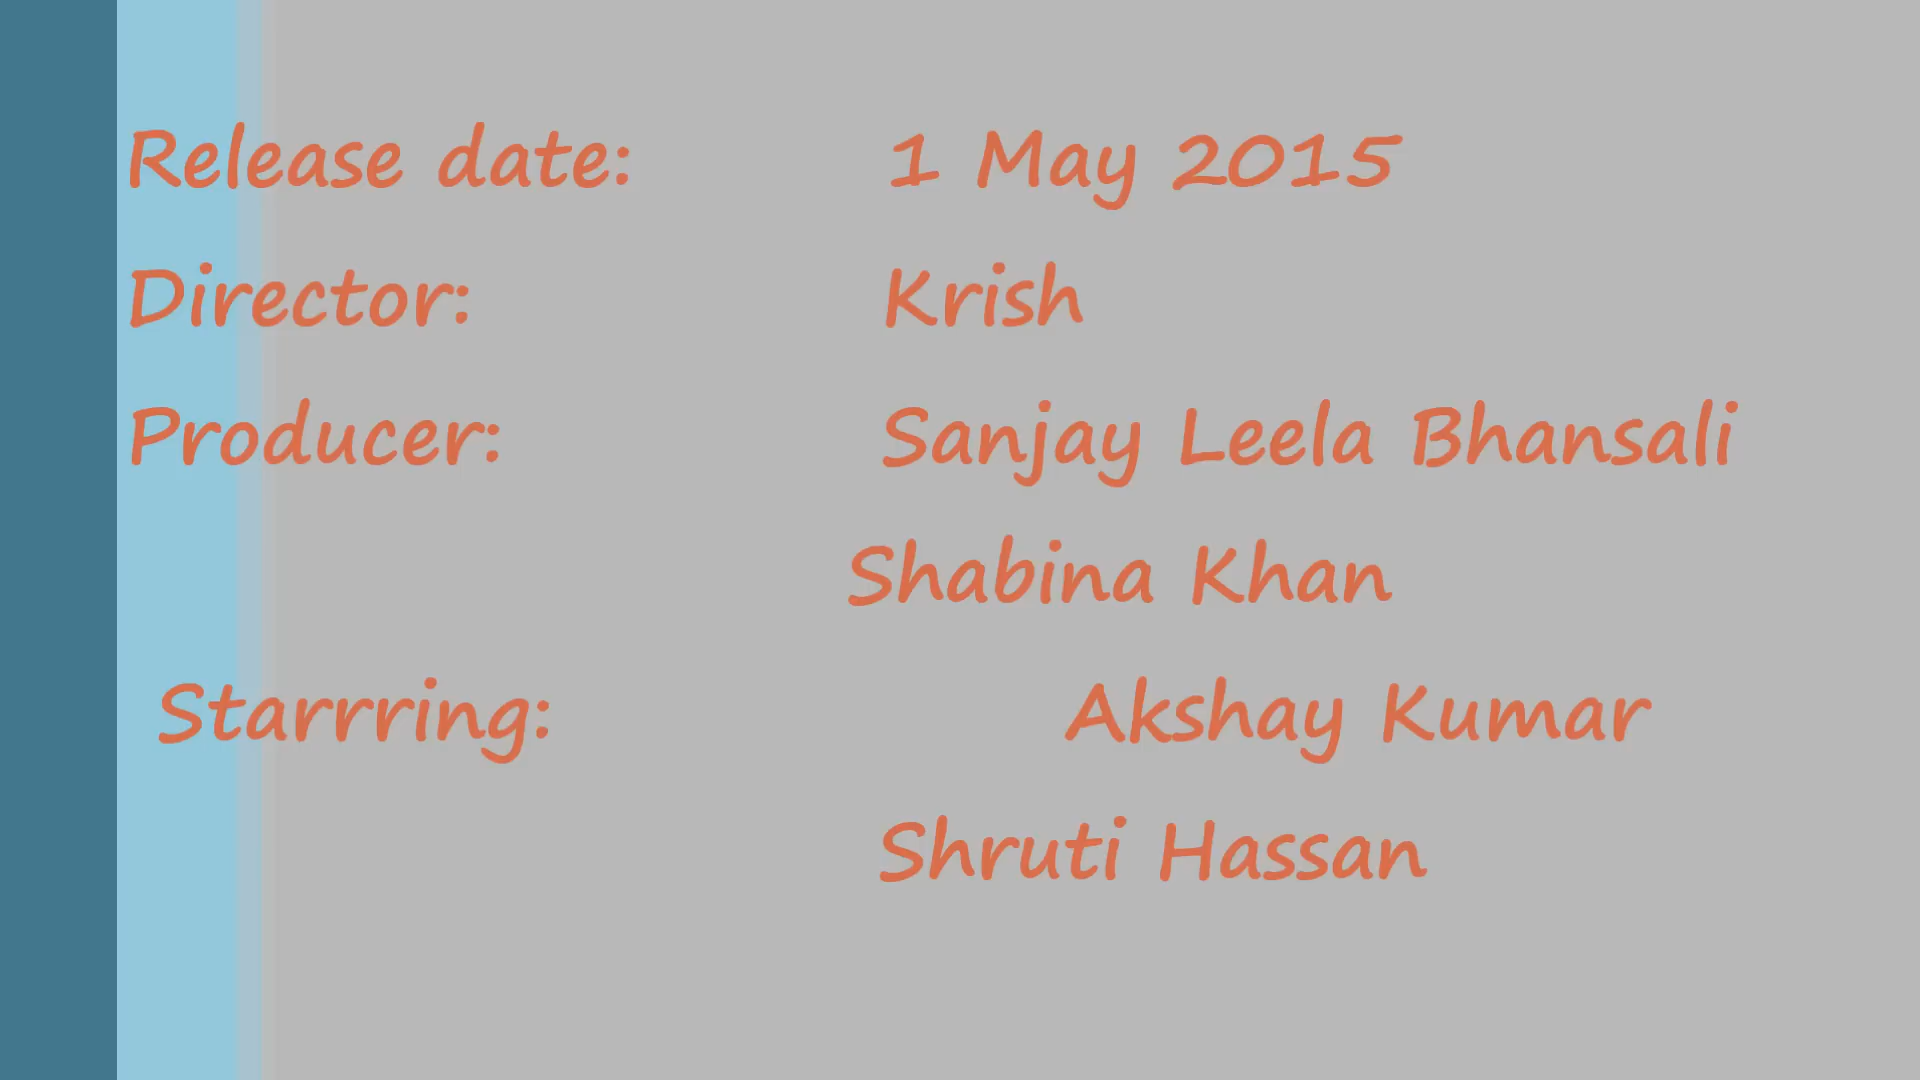 Release date: 1 May 2015
Director: Krish
Producer: Sanjay Leela Bhansali
Shabina Khan
Starrring: Akshay Kumar
Shruti Hassan